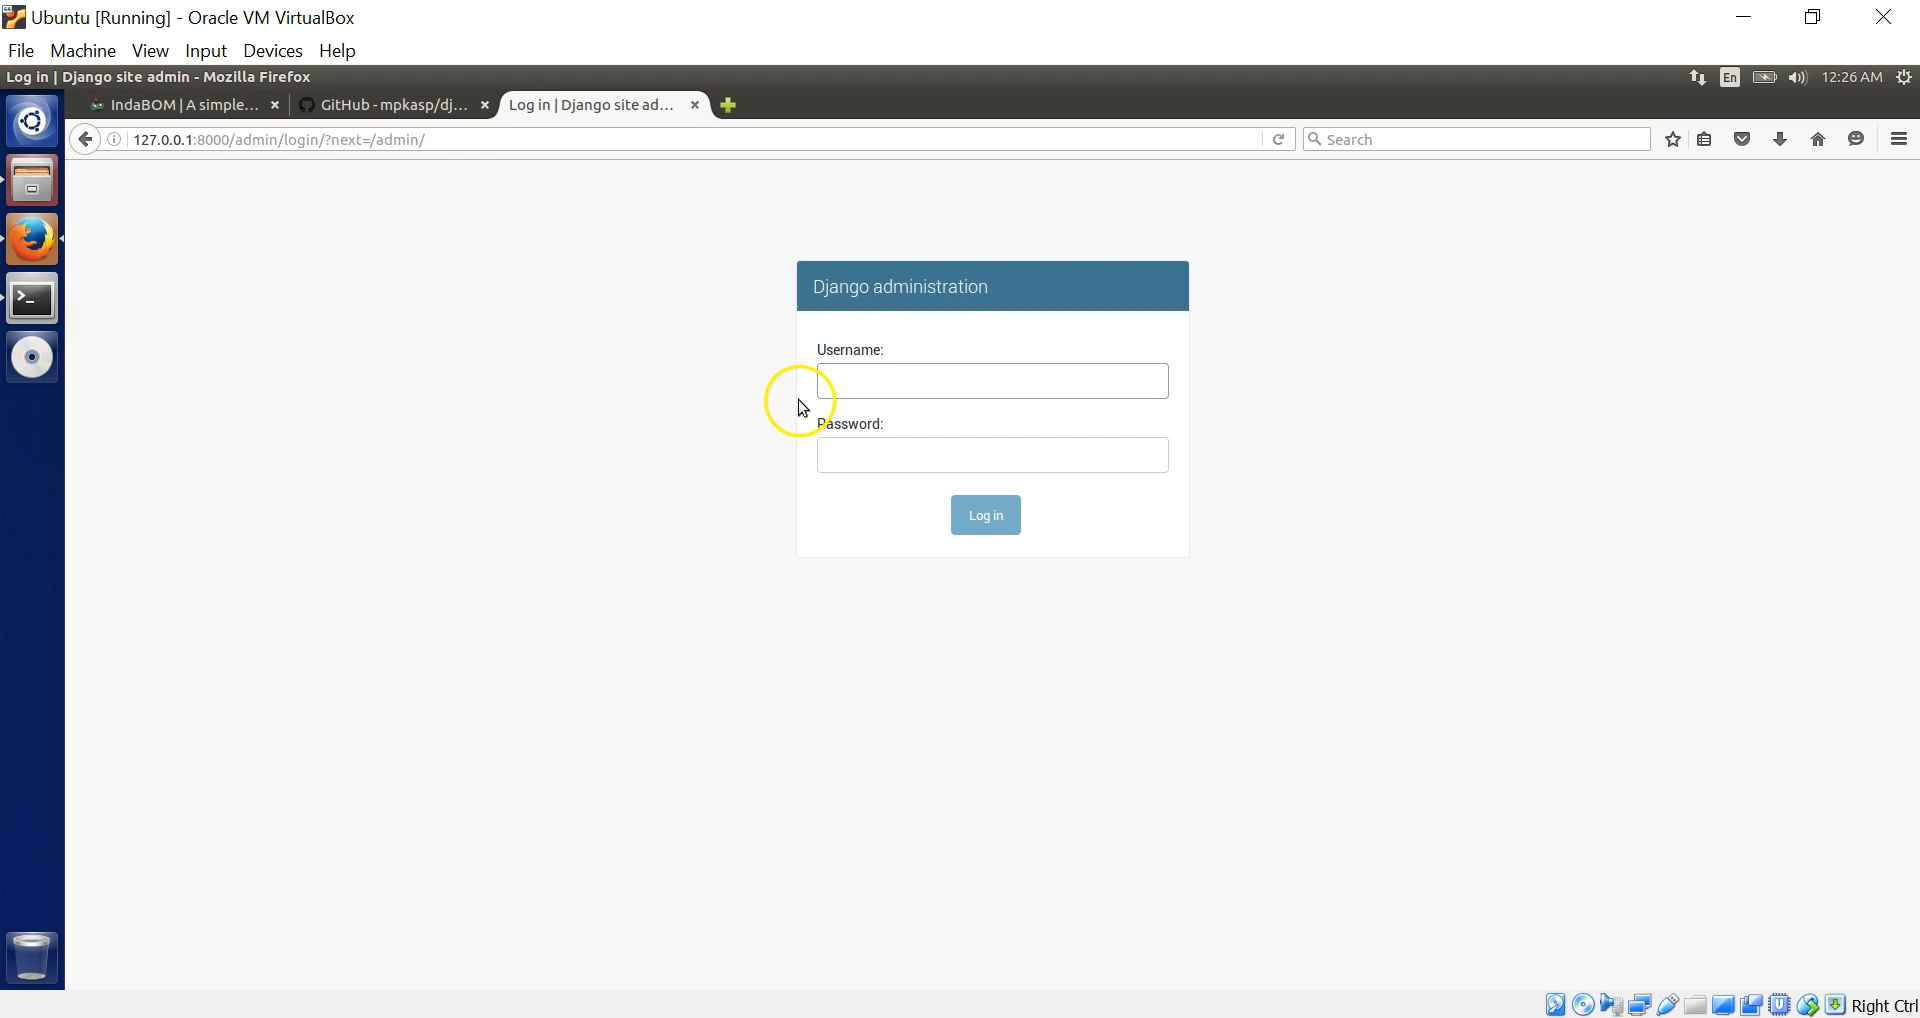 Ubuntu [Running] - Oracle VM VirtualBox
File Machine View Input Devices Help
Log in | Django site admin - Mozilla Firefox
En
12:26 AM
IndaBOM | A simple...
GitHub - mpkasp/dj...
Log in | Django site ad...
127.0.0.1:8000/admin/login/?next=/admin/
Search
Django administration
Username:
Password:
Log in
Right Ctrl